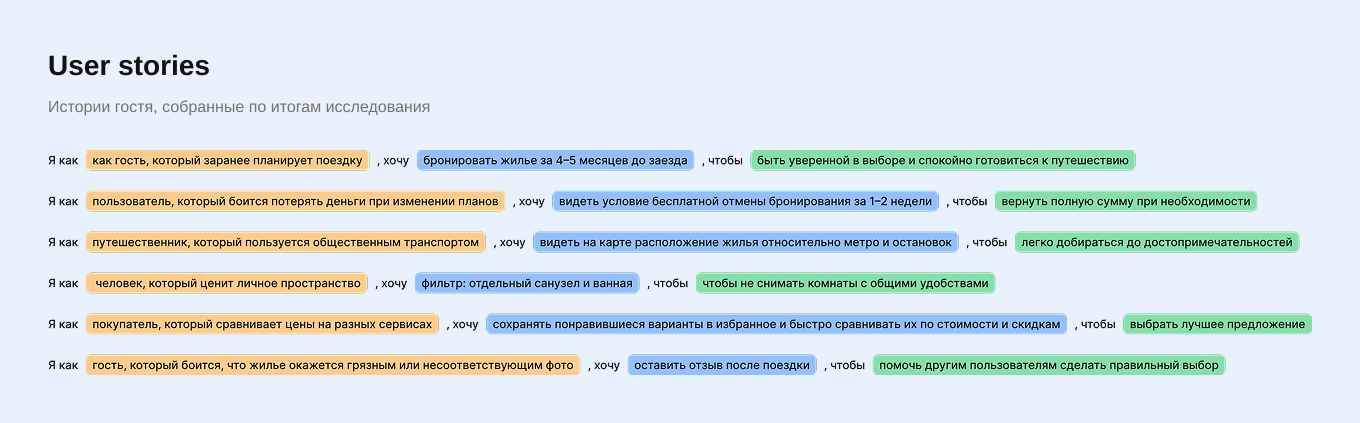 User stories
Истории гостя, собранные по итогам исследования
Я как как гость, который заранее планирует поездку , хочу бронировать жилье за 4–5 месяцев до заезда , чтобы быть уверенной в выборе и спокойно готовиться к путешествию
Я как пользователь, который боится потерять деньги при изменении планов , хочу видеть условие бесплатной отмены бронирования за 1–2 недели , чтобы вернуть полную сумму при необходимости
Я как путешественник, который пользуется общественным транспортом , хочу видеть на карте расположение жилья относительно метро и остановок , чтобы легко добираться до достопримечательностей
Я как человек, который ценит личное пространство , хочу фильтр: отдельный санузел и ванная , чтобы чтобы не снимать комнаты с общими удобствами
Я как покупатель, который сравнивает цены на разных сервисах , хочу сохранять понравившиеся варианты в избранное и быстро сравнивать их по стоимости и скидкам , чтобы выбрать лучшее предложение
Я как гость, который боится, что жилье окажется грязным или несоответствующим фото , хочу оставить отзыв после поездки , чтобы помочь другим пользователям сделать правильный выбор